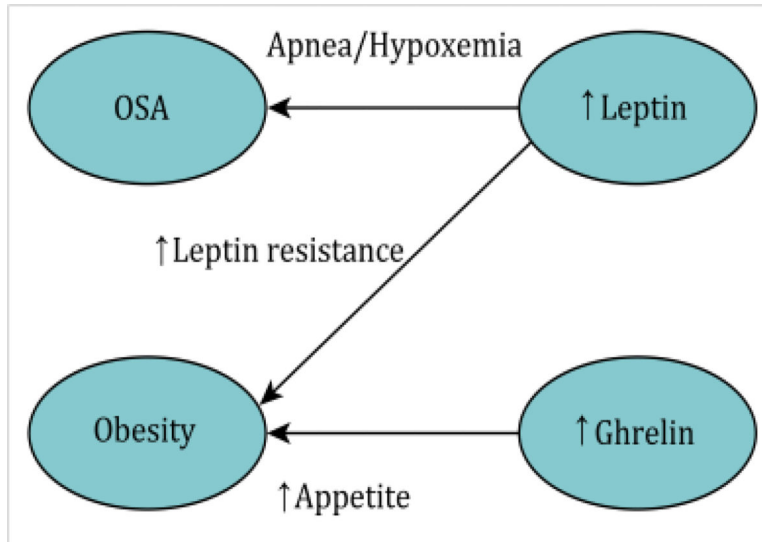 Apnea/Hypoxemia
OSA
↑Leptin
↑Leptin resistance
Obesity
↑Ghrelin
↑Appetite